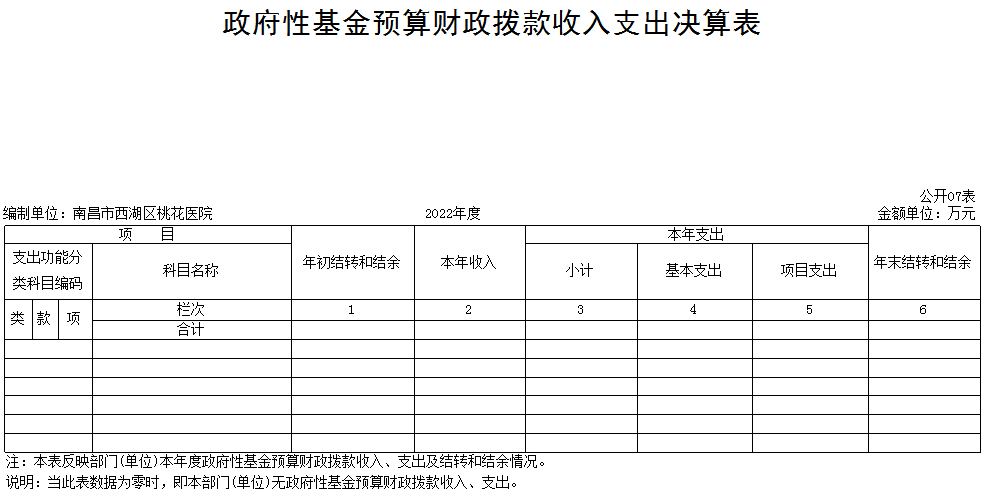 政府性基金预算财政拨款收入支出决算表
公开07表
编制单位：南昌市西湖区桃花医院 2022年度 金额单位：万元
项 目 年初结转和结余 本年收入 本年支出 年末结转和结余
支出功能分类科目编码 科目名称 小计 基本支出 项目支出
类 款 项 栏次 1 2 3 4 5 6
合计
注：本表反映部门(单位)本年度政府性基金预算财政拨款收入、支出及结转和结余情况。
说明：当此表数据为零时，即本部门(单位)无政府性基金预算财政拨款收入、支出。